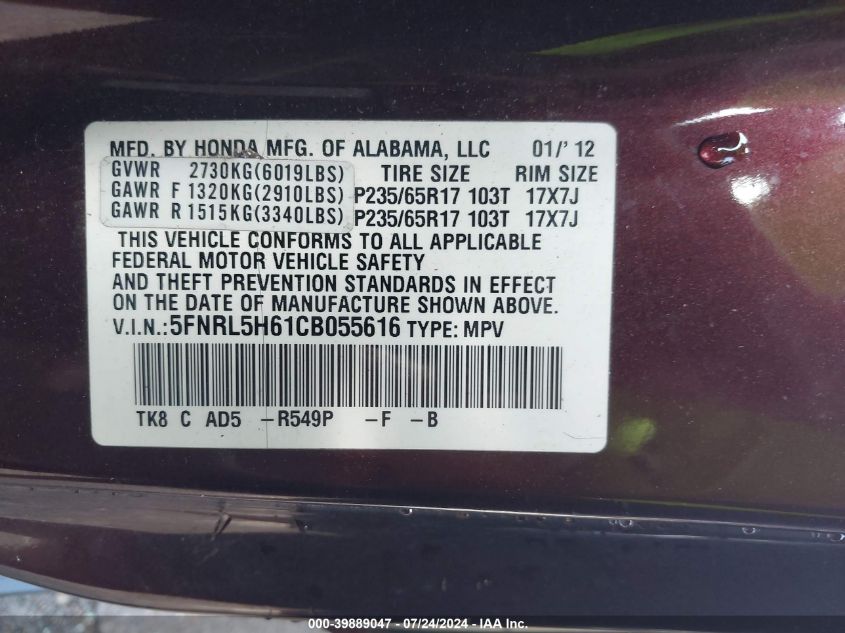 MFD. BY HONDA MFG. OF ALABAMA, LLC 01/' 12
GVWR 2730KG(6019LBS) TIRE SIZE RIM SIZE
GAWR F 1320KG(2910LBS) P235/65R17 103T 17X7J
GAWR R 1515KG(3340LBS) P235/65R17 103T 17X7J
THIS VEHICLE CONFORMS TO ALL APPLICABLE
FEDERAL MOTOR VEHICLE SAFETY
AND THEFT PREVENTION STANDARDS IN EFFECT
ON THE DATE OF MANUFACTURE SHOWN ABOVE.
V.I.N.:5FNRL5H61CB055616 TYPE: MPV
TK8 C AD5 -R549P -F -B
000-39889047 - 07/24/2024 - IAA Inc.